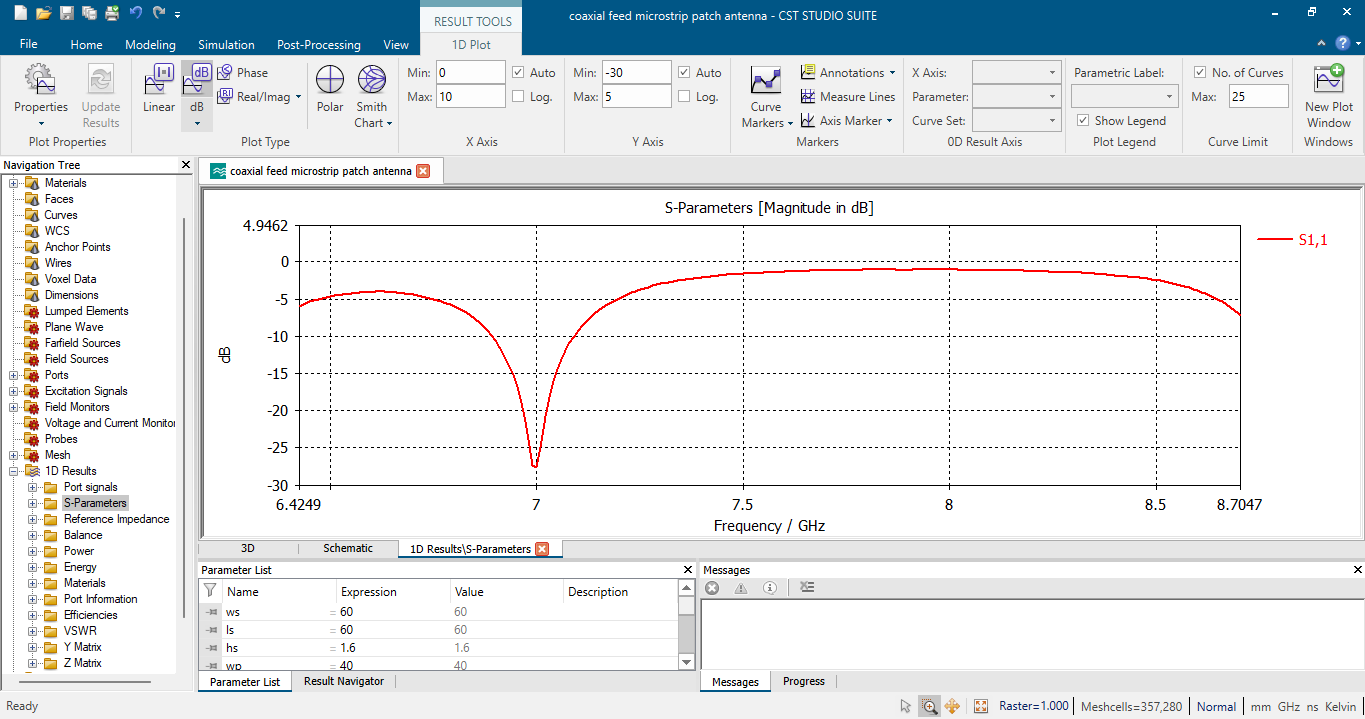 RESULT TOOLS
coaxial feed microstrip patch antenna - CST STUDIO SUITE
File Home Modeling Simulation Post-Processing View 1D Plot
Properties
Update Results
Plot Properties
Linear
dB
Phase
Real/Imag
Polar
Smith Chart
Plot Type
Min: 0 Auto
Max: 10 Log.
X Axis
Min: -30 Auto
Max: 5 Log.
Y Axis
Curve Markers
Annotations
Measure Lines
Axis Marker
Markers
X Axis:
Parameter:
Curve Set:
0D Result Axis
Parametric Label:
Show Legend
Plot Legend
No. of Curves
Max: 25
Curve Limit
New Plot Window
Windows
Navigation Tree
Materials
Faces
Curves
WCS
Anchor Points
Wires
Voxel Data
Dimensions
Lumped Elements
Plane Wave
Farfield Sources
Field Sources
Ports
Excitation Signals
Field Monitors
Voltage and Current Monitor
Probes
Mesh
1D Results
Port signals
S-Parameters
Reference Impedance
Balance
Power
Energy
Materials
Port Information
Efficiencies
VSWR
Y Matrix
Z Matrix
coaxial feed microstrip patch antenna
S-Parameters [Magnitude in dB]
S1,1
4.9462
0
-5
-10
-15
-20
-25
-30
dB
6.4249 7 7.5 8 8.5 8.7047
Frequency / GHz
3D Schematic 1D Results\S-Parameters
Parameter List
Name Expression Value Description
ws = 60 60
ls = 60 60
hs = 1.6 1.6
wp = 40 40
Parameter List Result Navigator
Messages
Messages Progress
Ready
Raster=1.000 Meshcells=357,280 Normal mm GHz ns Kelvin